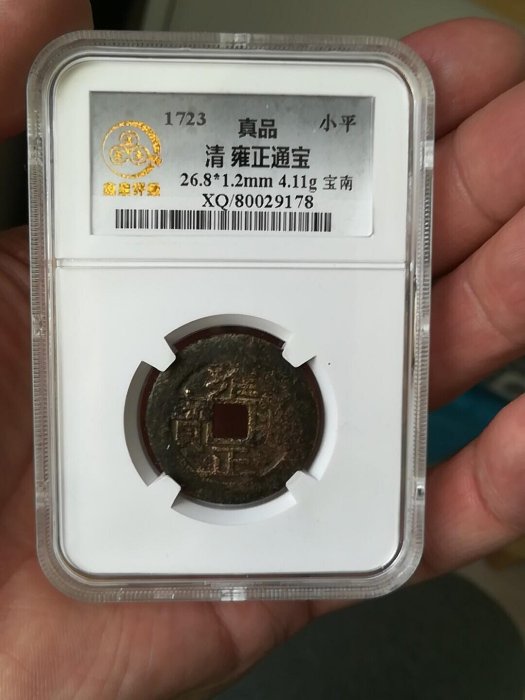 1723 真品 小平
清 雍正通宝
26.8*1.2mm 4.11g 宝南
XQ/80029178
雍
寶
正